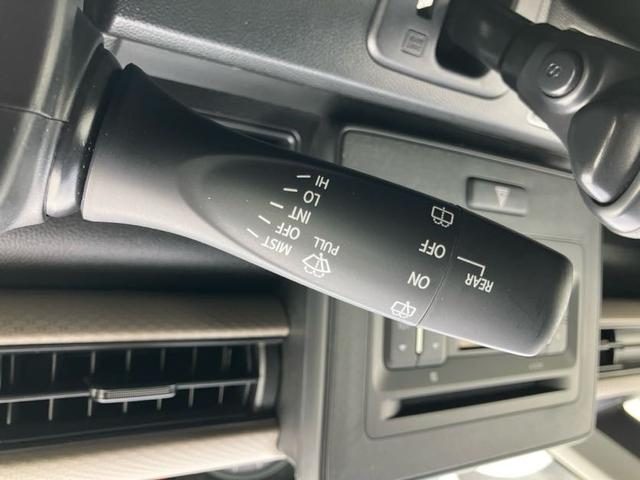 HI
LO
INT
OFF
MIST
PULL
OFF
ON
REAR